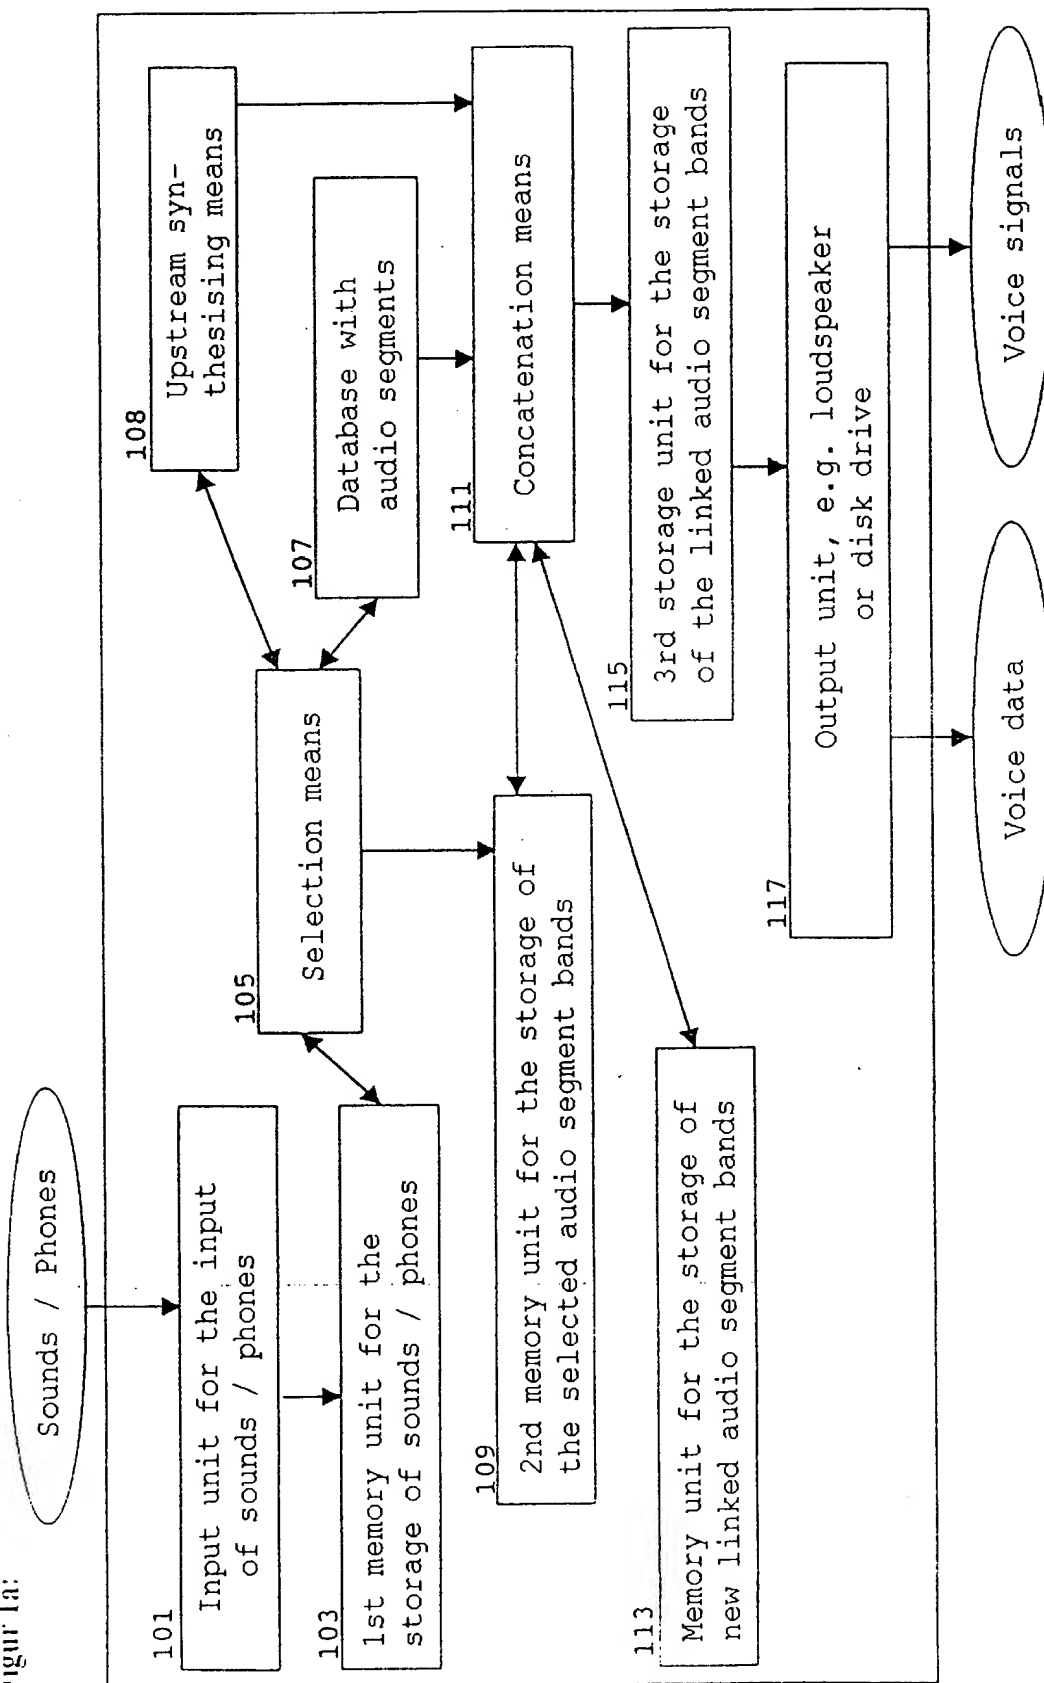 Figur 1a:
Sounds / Phones
101
Input unit for the input
of sounds / phones
103
1st memory unit for the
storage of sounds / phones
105
Selection means
107
Database with
audio segments
108
Upstream syn-
thesising means
109
2nd memory unit for the storage of
the selected audio segment bands
111
Concatenation means
113
Memory unit for the storage of
new linked audio segment bands
115
3rd storage unit for the storage
of the linked audio segment bands
117
Output unit, e.g. loudspeaker
or disk drive
Voice data
Voice signals